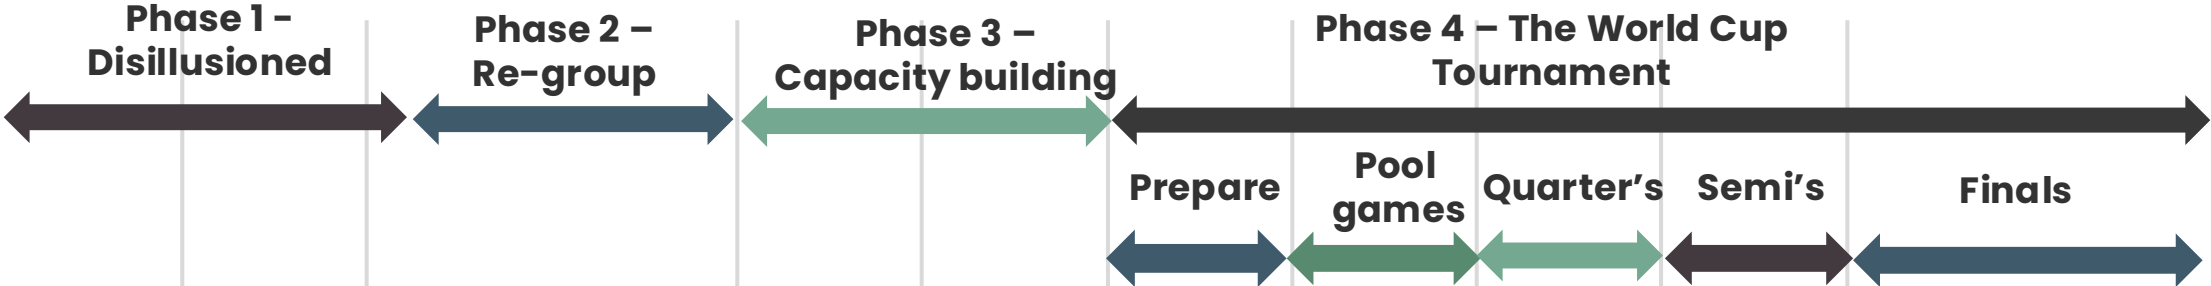 Phase 1 -
Disillusioned
Phase 2 –
Re-group
Phase 3 –
Capacity building
Phase 4 – The World Cup
Tournament
Prepare
Pool
games
Quarter’s
Semi’s
Finals